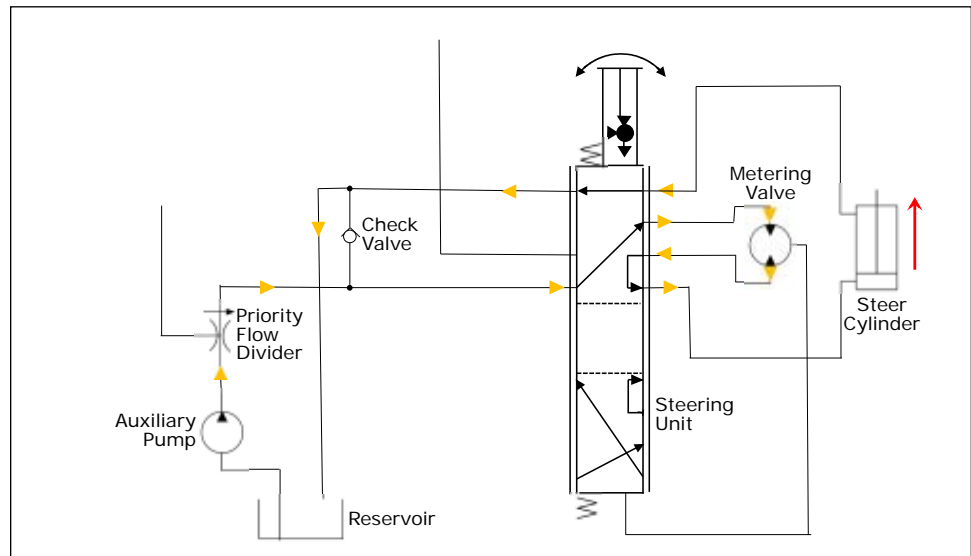 Metering
Valve
Check
Valve
Priority
Flow
Divider
Steer
Cylinder
Auxiliary
Pump
Steering
Unit
Reservoir